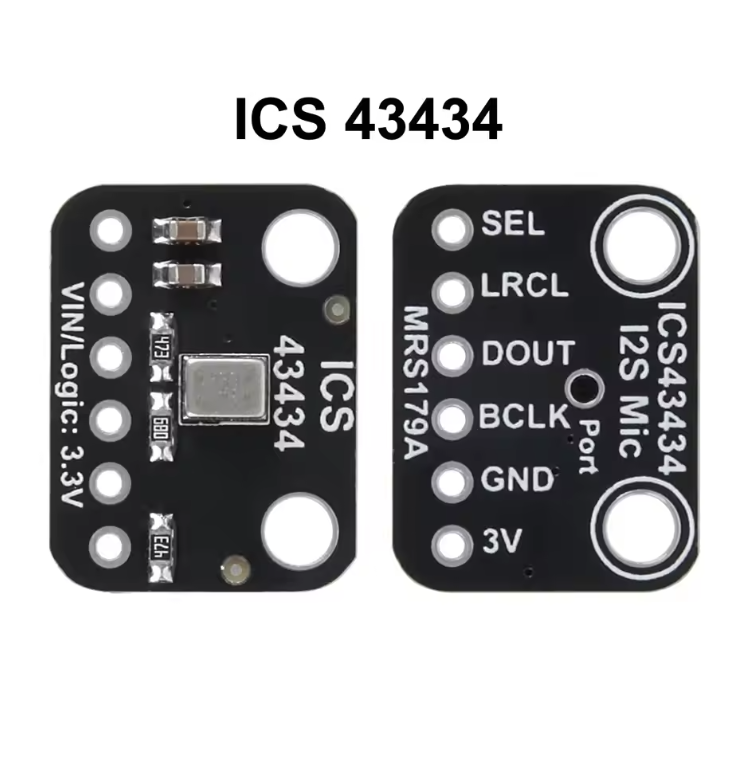 ICS 43434
VIN/Logic: 3.3V
473
680
473
ICS
43434
SEL
LRCL
DOUT
BCLK
GND
3V
MRS179A
Port
I2S Mic
ICS43434